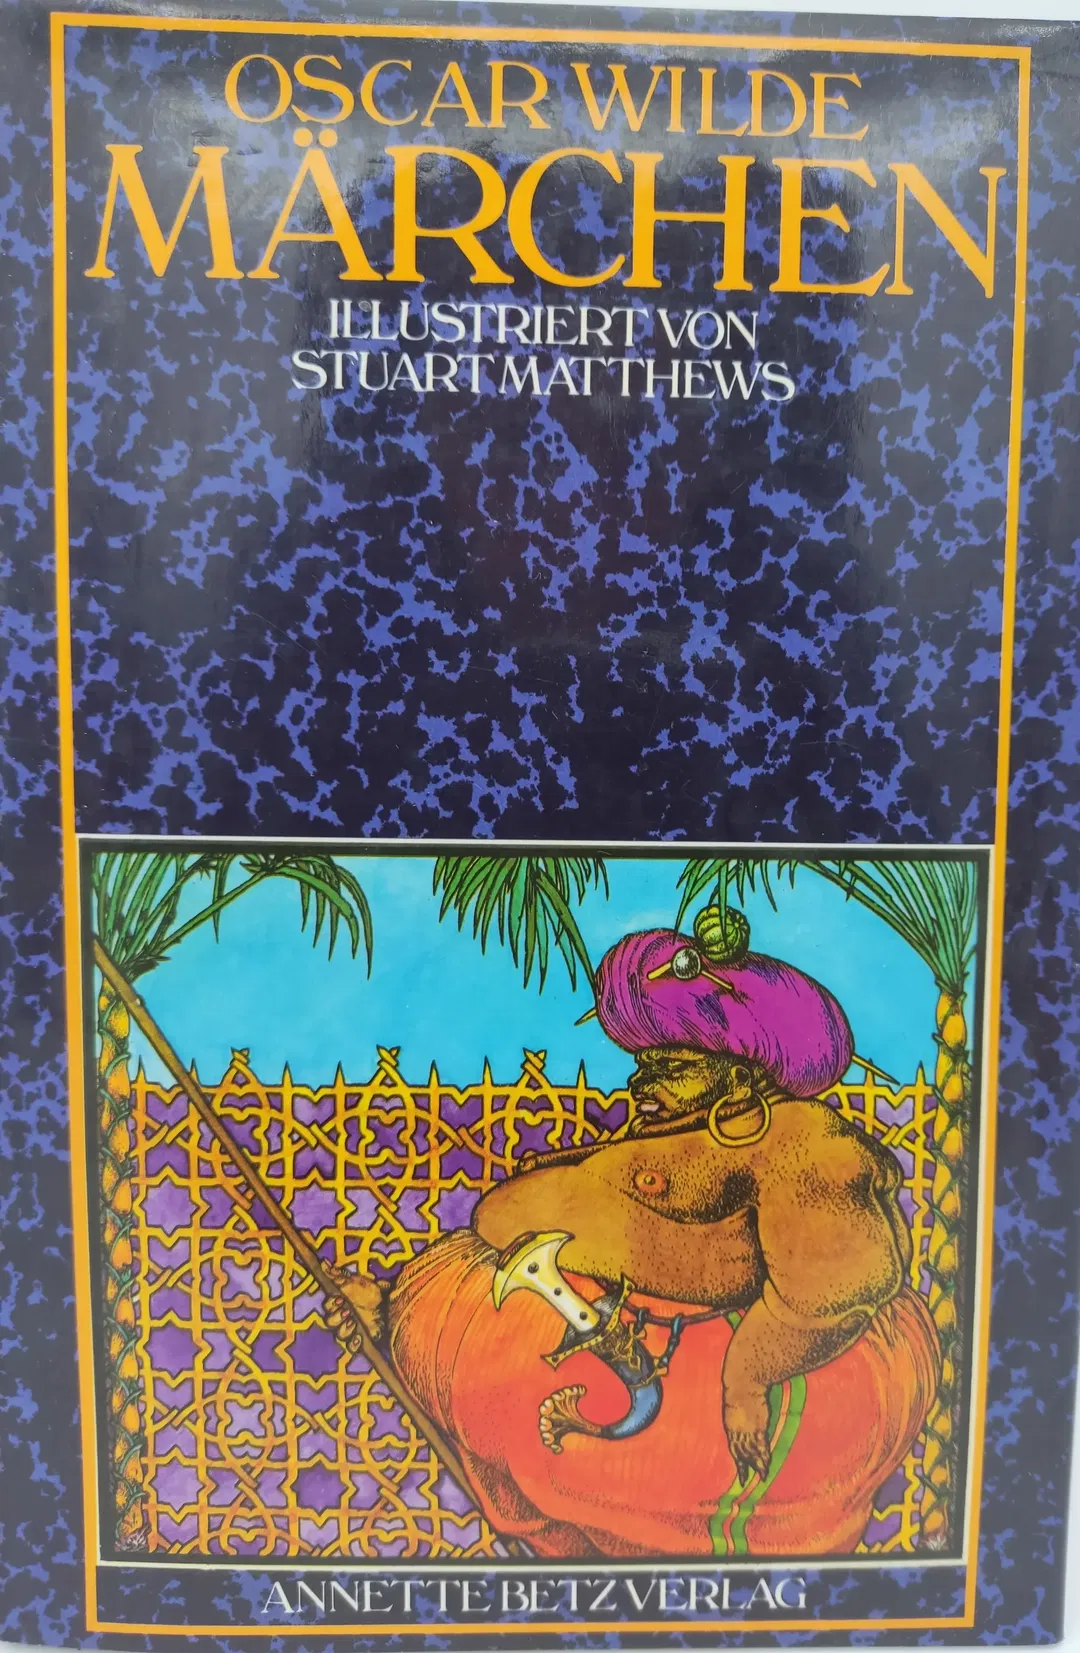 OSCAR WILDE
MÄRCHEN
ILLUSTRIERT VON
STUART MATTHEWS
ANNETTE BETZ VERLAG